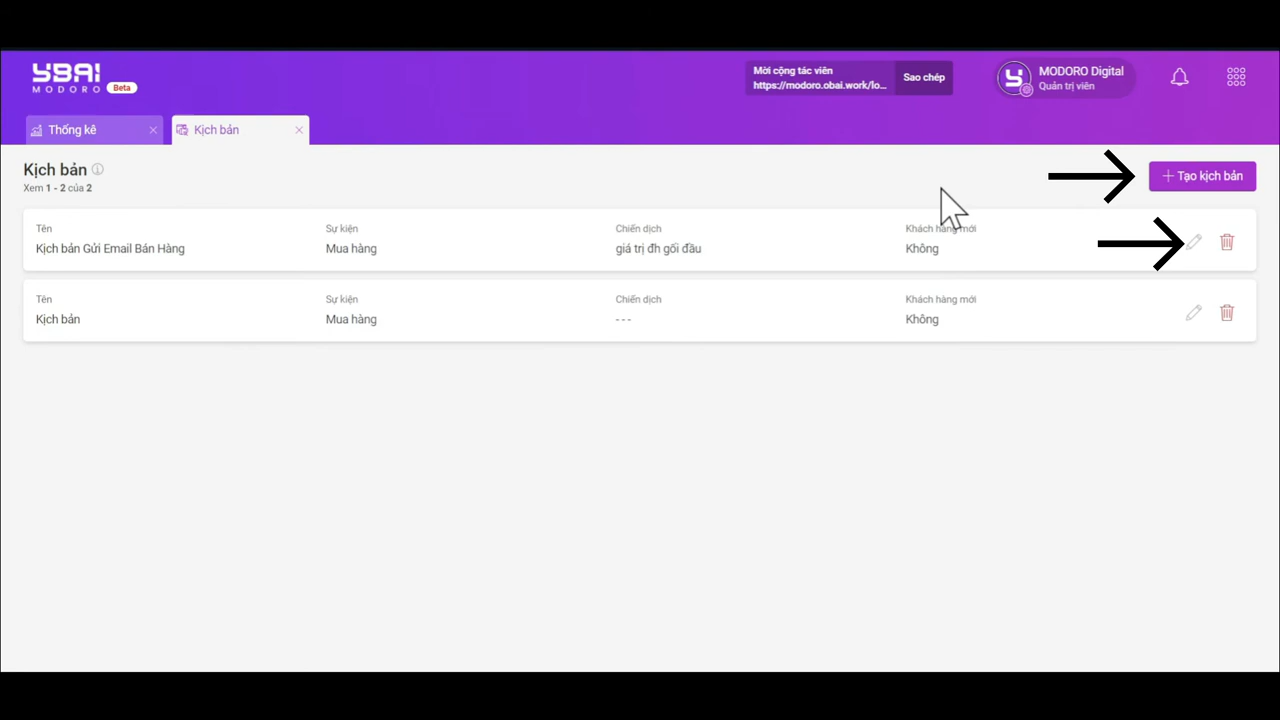 YBAI
MODORO
Beta
Mời cộng tác viên
https://modoro.obai.work/lo...
Sao chép
MODORO Digital
Quản trị viên
Thống kê
Kịch bản
Kịch bản
Xem 1 - 2 của 2
Tạo kịch bản
Tên
Sự kiện
Chiến dịch
Khách hàng mới
Kịch bản Gửi Email Bán Hàng
Mua hàng
giá trị đh gối đầu
Không
Tên
Sự kiện
Chiến dịch
Khách hàng mới
Kịch bản
Mua hàng
---
Không